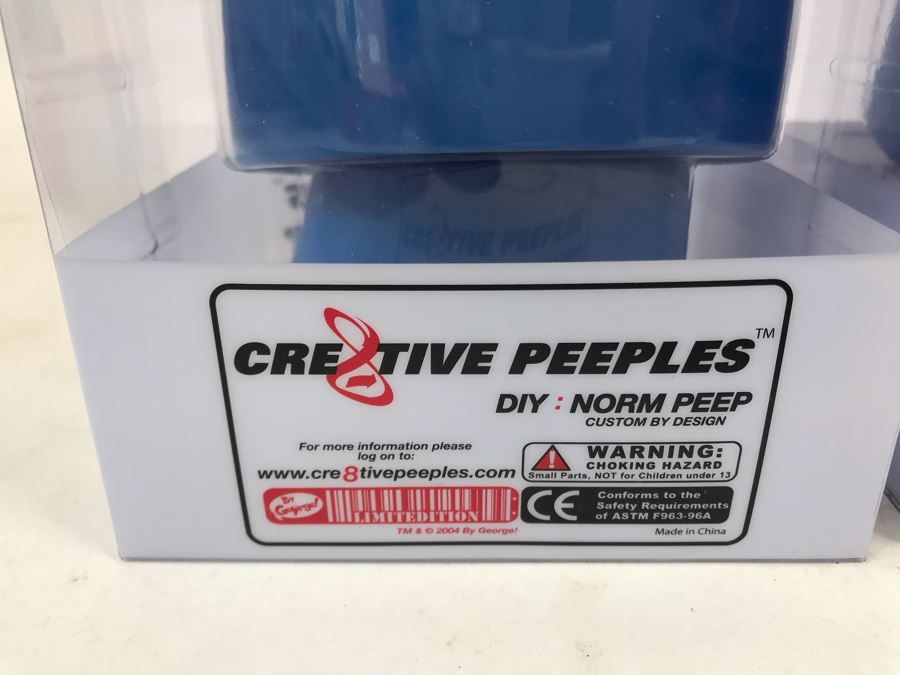 CRE8TIVE PEEPLES™
DIY : NORM PEEP
CUSTOM BY DESIGN
For more information please
log on to:
www.cre8tivepeeples.com
WARNING:
CHOKING HAZARD
Small Parts, NOT for Children under 13
By
George!
LIMITEDITION
TM & © 2004 By George!
CE
Conforms to the
Safety Requirements
of ASTM F963-96A
Made in China